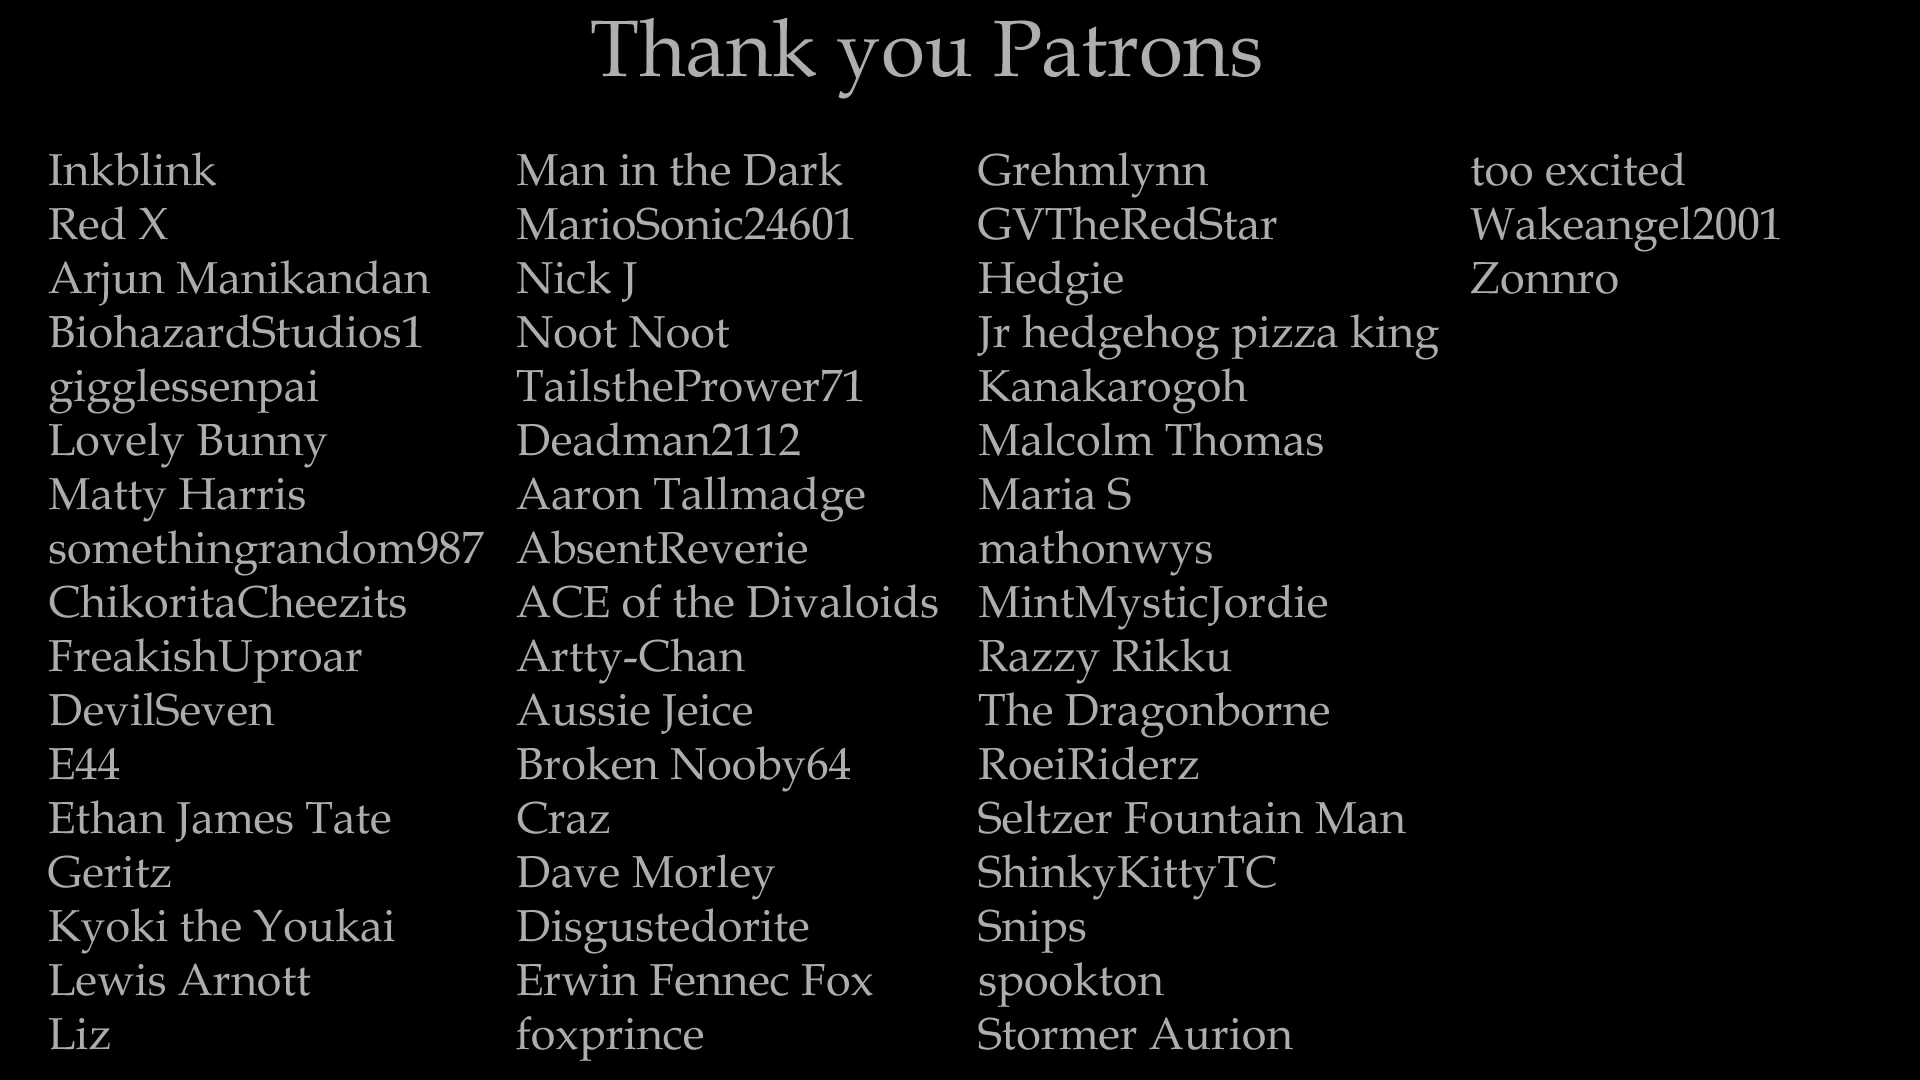 Thank you Patrons
Inkblink
Red X
Arjun Manikandan
BiohazardStudios1
gigglessenpai
Lovely Bunny
Matty Harris
somethingrandom987
ChikoritaCheezits
FreakishUproar
DevilSeven
E44
Ethan James Tate
Geritz
Kyoki the Youkai
Lewis Arnott
Liz
Man in the Dark
MarioSonic24601
Nick J
Noot Noot
TailsthePrower71
Deadman2112
Aaron Tallmadge
AbsentReverie
ACE of the Divaloids
Artty-Chan
Aussie Jeice
Broken Nooby64
Craz
Dave Morley
Disgustedorite
Erwin Fennec Fox
foxprince
Grehmlynn
GVTheRedStar
Hedgie
Jr hedgehog pizza king
Kanakarogoh
Malcolm Thomas
Maria S
mathonwys
MintMysticJordie
Razzy Rikku
The Dragonborne
RoeiRiderz
Seltzer Fountain Man
ShinkyKittyTC
Snips
spookton
Stormer Aurion
too excited
Wakeangel2001
Zonnro